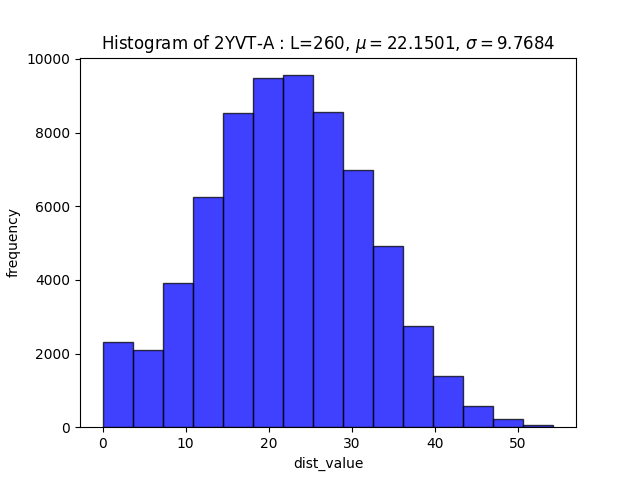 Histogram of 2YVT-A : L=260, μ = 22.1501, σ = 9.7684
10000
8000
6000
4000
2000
0
frequency
0 10 20 30 40 50
dist_value